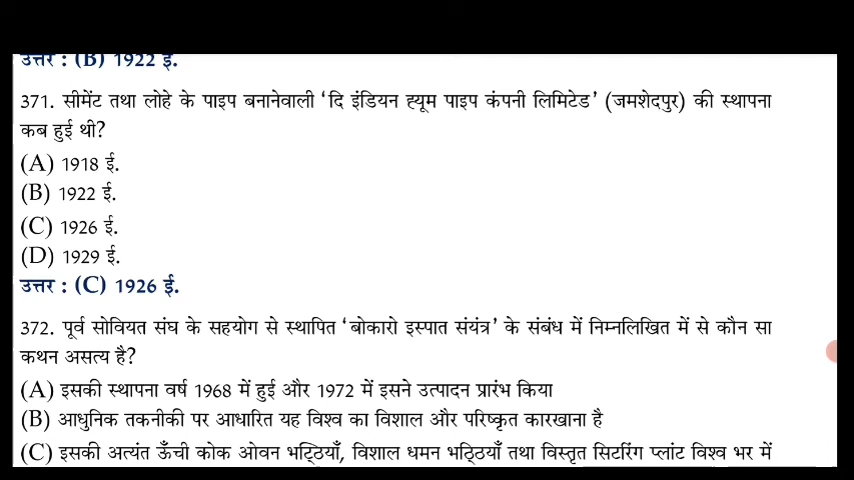 उत्तर : (B) 1922 ई.
371. सीमेंट तथा लोहे के पाइप बनानेवाली ‘दि इंडियन ह्यूम पाइप कंपनी लिमिटेड’ (जमशेदपुर) की स्थापना
कब हुई थी?
(A) 1918 ई.
(B) 1922 ई.
(C) 1926 ई.
(D) 1929 ई.
उत्तर : (C) 1926 ई.
372. पूर्व सोवियत संघ के सहयोग से स्थापित ‘बोकारो इस्पात संयंत्र’ के संबंध में निम्नलिखित में से कौन सा
कथन असत्य है?
(A) इसकी स्थापना वर्ष 1968 में हुई और 1972 में इसने उत्पादन प्रारंभ किया
(B) आधुनिक तकनीकी पर आधारित यह विश्व का विशाल और परिष्कृत कारखाना है
(C) इसकी अत्यंत ऊँची कोक ओवन भट्ठियाँ, विशाल धमन भठ्ठियाँ तथा विस्तृत सिटरिंग प्लांट विश्व भर में